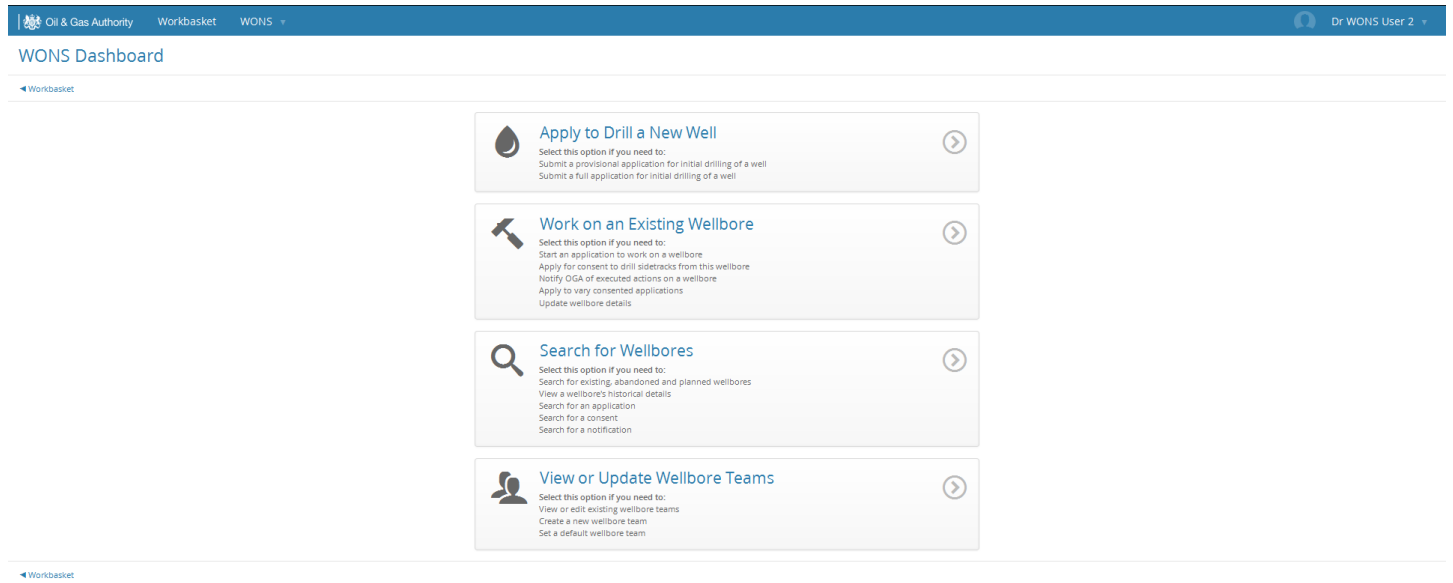 Oil & Gas Authority Workbasket WONS Dr WONS User 2
WONS Dashboard
Workbasket
Apply to Drill a New Well
Select this option if you need to:
Submit a provisional application for initial drilling of a well
Submit a full application for initial drilling of a well
Work on an Existing Wellbore
Select this option if you need to:
Start an application to work on a wellbore
Apply for consent to drill sidetracks from this wellbore
Notify OGA of executed actions on a wellbore
Apply to vary consented applications
Update wellbore details
Search for Wellbores
Select this option if you need to:
Search for existing, abandoned and planned wellbores
View a wellbore's historical details
Search for an application
Search for a consent
Search for a notification
View or Update Wellbore Teams
Select this option if you need to:
View or edit existing wellbore teams
Create a new wellbore team
Set a default wellbore team
Workbasket